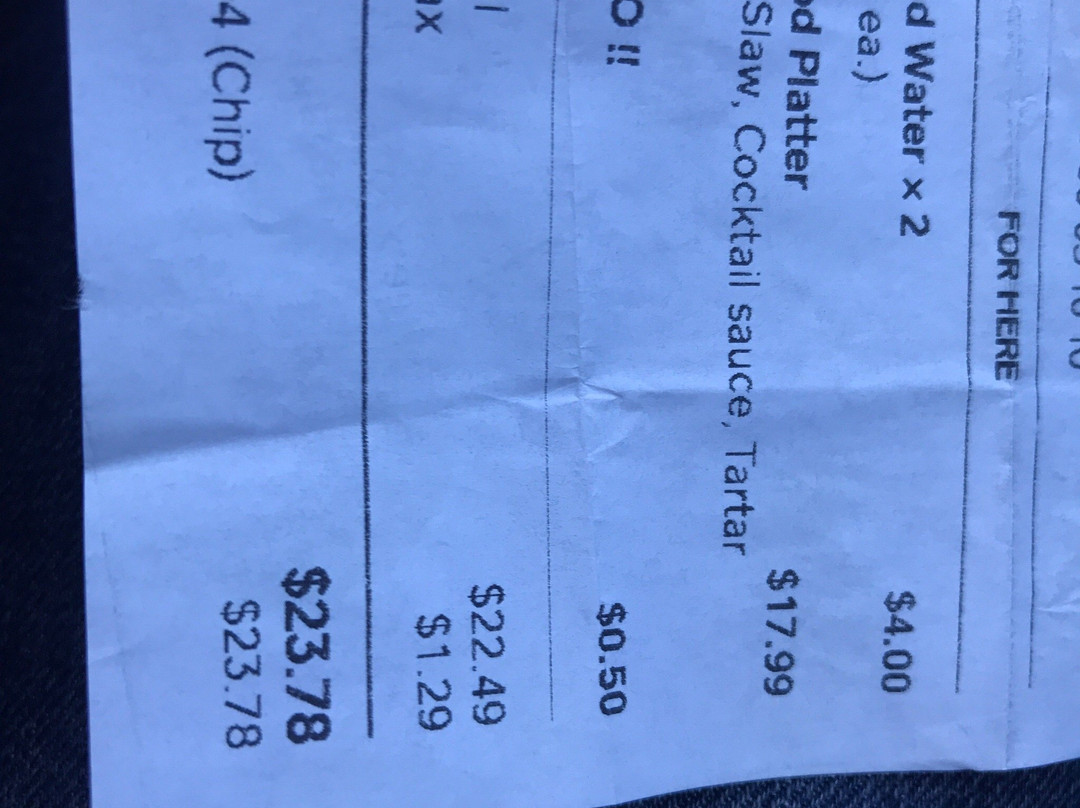 FOR HERE
d Water x 2 $4.00
ea.)
od Platter $17.99
Slaw, Cocktail sauce, Tartar
O !! $0.50
l $22.49
ax $1.29
$23.78
4 (Chip) $23.78